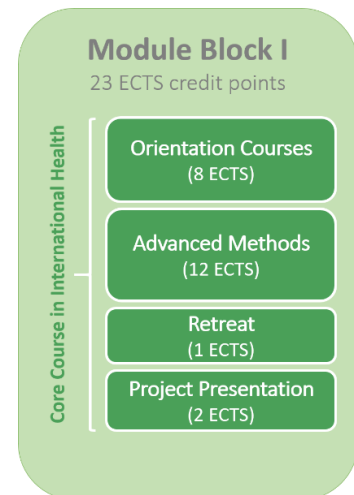 Module Block I
23 ECTS credit points
Core Course in International Health
Orientation Courses
(8 ECTS)
Advanced Methods
(12 ECTS)
Retreat
(1 ECTS)
Project Presentation
(2 ECTS)